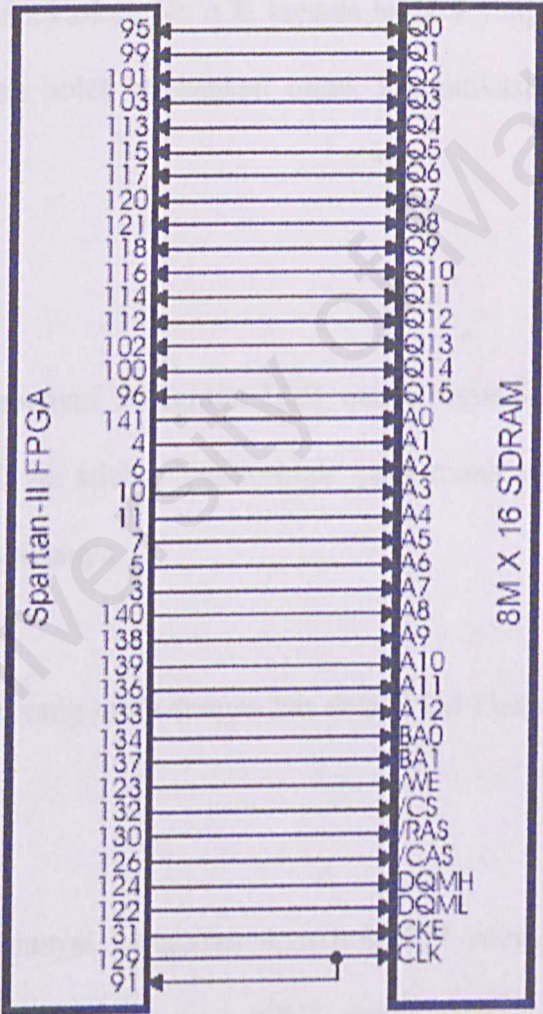 Spartan-II FPGA
8M X 16 SDRAM
95 Q0
99 Q1
101 Q2
103 Q3
113 Q4
115 Q5
117 Q6
120 Q7
121 Q8
118 Q9
116 Q10
114 Q11
112 Q12
102 Q13
100 Q14
96 Q15
141 A0
4 A1
6 A2
10 A3
11 A4
7 A5
5 A6
3 A7
140 A8
138 A9
139 A10
136 A11
133 A12
134 BA0
137 BA1
123 /WE
132 /CS
130 /RAS
126 /CAS
124 DQMH
122 DQML
131 CKE
129 CLK
91
iversity of Ma